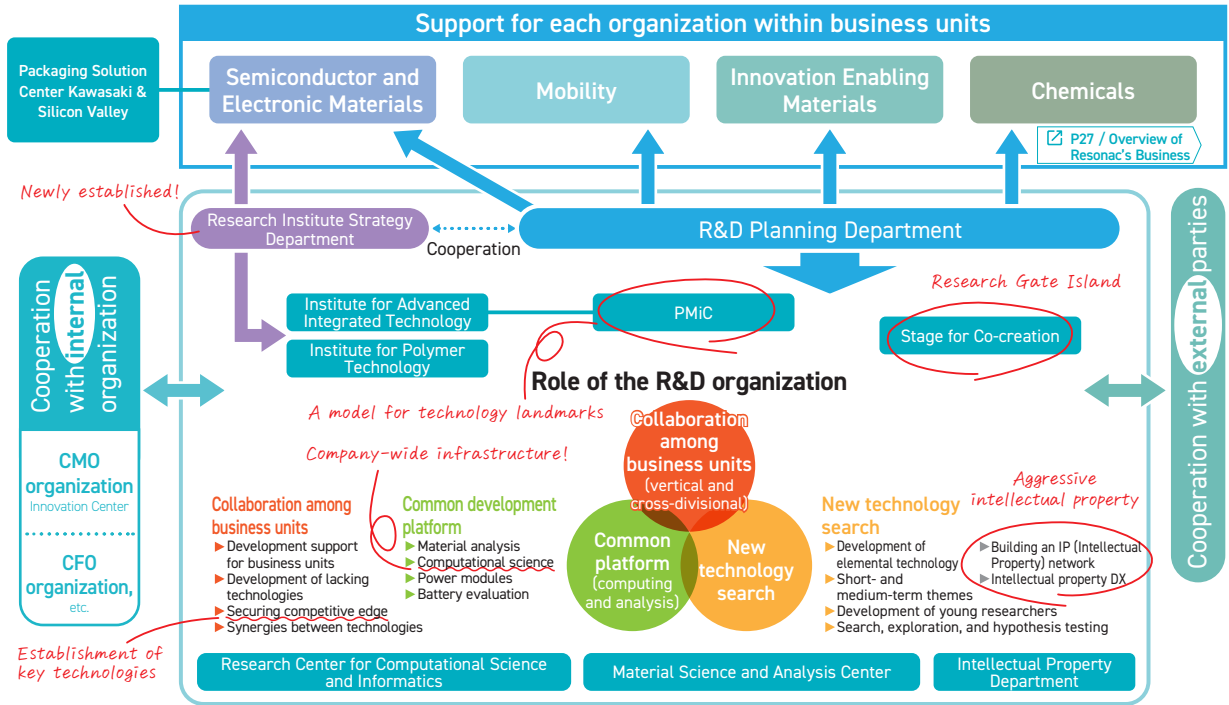 Support for each organization within business units
Packaging Solution
Center Kawasaki &
Silicon Valley
Semiconductor and
Electronic Materials
Mobility
Innovation Enabling
Materials
Chemicals
P27 / Overview of
Resonac's Business
Newly established!
Research Institute Strategy
Department
Cooperation
R&D Planning Department
Cooperation
with internal
organization
CMO
organization
Innovation Center
CFO
organization,
etc.
Institute for Advanced
Integrated Technology
Institute for Polymer
Technology
PMiC
Research Gate Island
Stage for Co-creation
Cooperation with external parties
Role of the R&D organization
A model for technology landmarks
Company-wide infrastructure!
Collaboration
among
business units
(vertical and
cross-divisional)
Common
platform
(computing
and analysis)
New
technology
search
Collaboration among
business units
▶Development support
for business units
▶Development of lacking
technologies
▶Securing competitive edge
▶Synergies between technologies
Common development
platform
▶Material analysis
▶Computational science
▶Power modules
▶Battery evaluation
New technology
search
▶Development of
elemental technology
▶Short- and
medium-term themes
▶Development of young researchers
▶Search, exploration, and hypothesis testing
Aggressive
intellectual property
▶Building an IP (Intellectual
Property) network
▶Intellectual property DX
Establishment of
key technologies
Research Center for Computational Science
and Informatics
Material Science and Analysis Center
Intellectual Property
Department